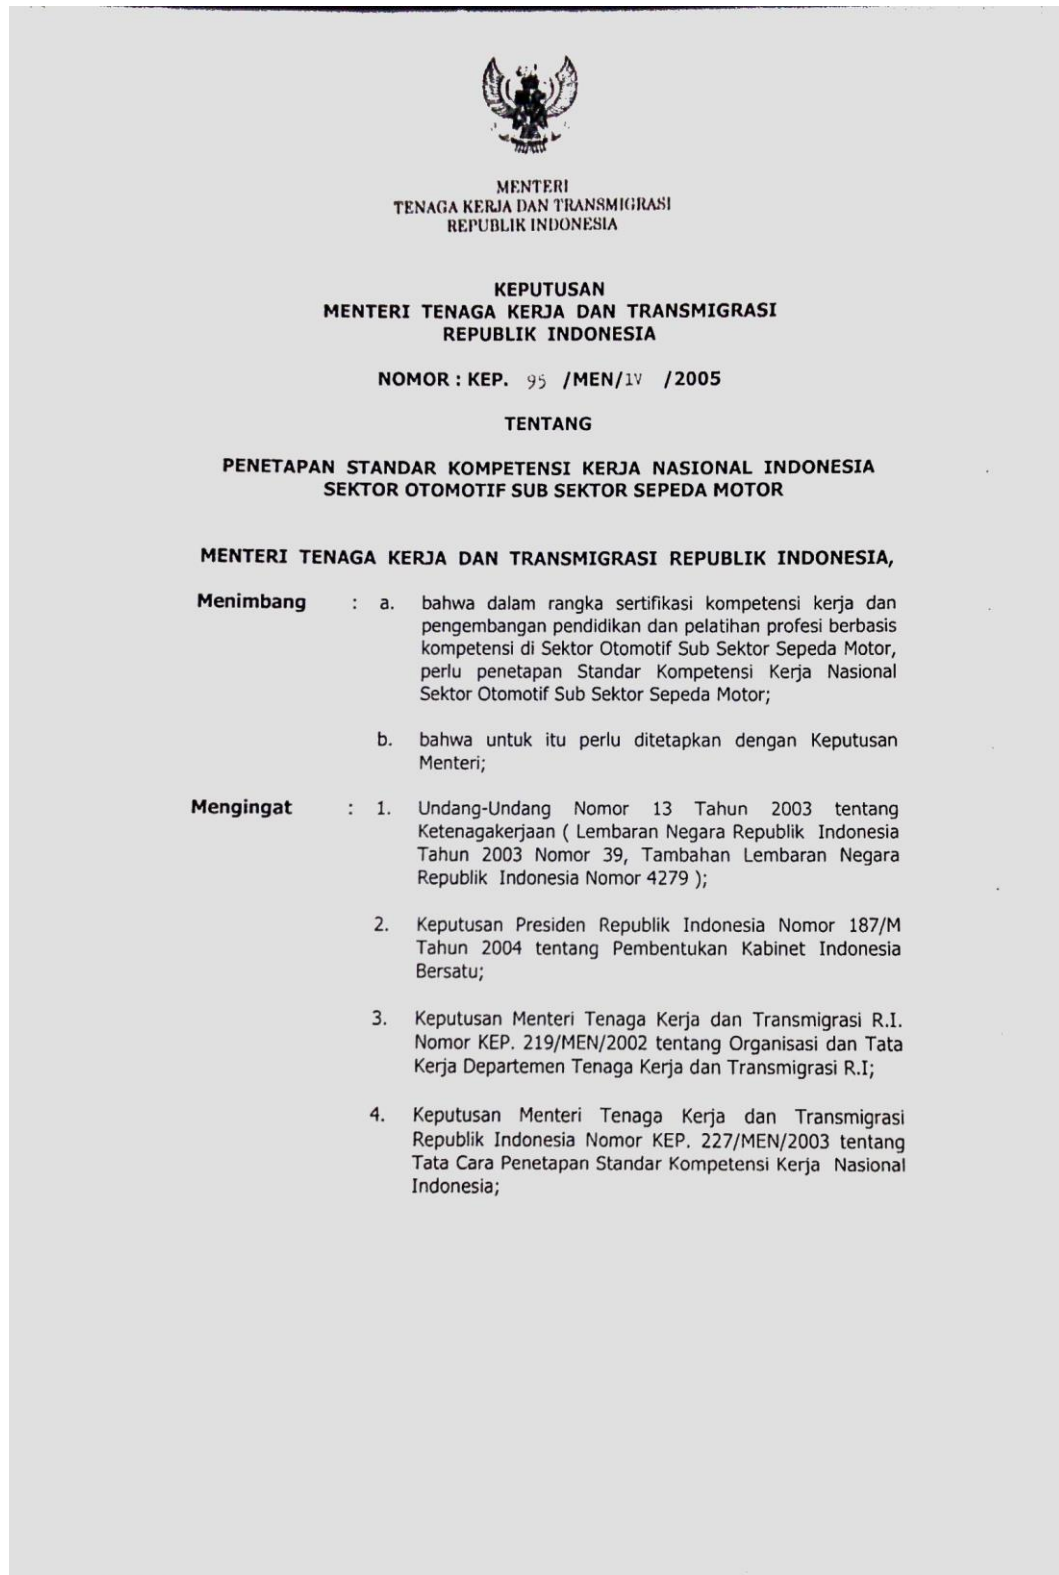 MENTERI
TENAGA KERJA DAN TRANSMIGRASI
REPUBLIK INDONESIA
KEPUTUSAN
MENTERI TENAGA KERJA DAN TRANSMIGRASI
REPUBLIK INDONESIA
NOMOR : KEP. 95 /MEN/IV /2005
TENTANG
PENETAPAN STANDAR KOMPETENSI KERJA NASIONAL INDONESIA
SEKTOR OTOMOTIF SUB SEKTOR SEPEDA MOTOR
MENTERI TENAGA KERJA DAN TRANSMIGRASI REPUBLIK INDONESIA,
Menimbang : a. bahwa dalam rangka sertifikasi kompetensi kerja dan
pengembangan pendidikan dan pelatihan profesi berbasis
kompetensi di Sektor Otomotif Sub Sektor Sepeda Motor,
perlu penetapan Standar Kompetensi Kerja Nasional
Sektor Otomotif Sub Sektor Sepeda Motor;
b. bahwa untuk itu perlu ditetapkan dengan Keputusan
Menteri;
Mengingat : 1. Undang-Undang Nomor 13 Tahun 2003 tentang
Ketenagakerjaan ( Lembaran Negara Republik Indonesia
Tahun 2003 Nomor 39, Tambahan Lembaran Negara
Republik Indonesia Nomor 4279 );
2. Keputusan Presiden Republik Indonesia Nomor 187/M
Tahun 2004 tentang Pembentukan Kabinet Indonesia
Bersatu;
3. Keputusan Menteri Tenaga Kerja dan Transmigrasi R.I.
Nomor KEP. 219/MEN/2002 tentang Organisasi dan Tata
Kerja Departemen Tenaga Kerja dan Transmigrasi R.I;
4. Keputusan Menteri Tenaga Kerja dan Transmigrasi
Republik Indonesia Nomor KEP. 227/MEN/2003 tentang
Tata Cara Penetapan Standar Kompetensi Kerja Nasional
Indonesia;